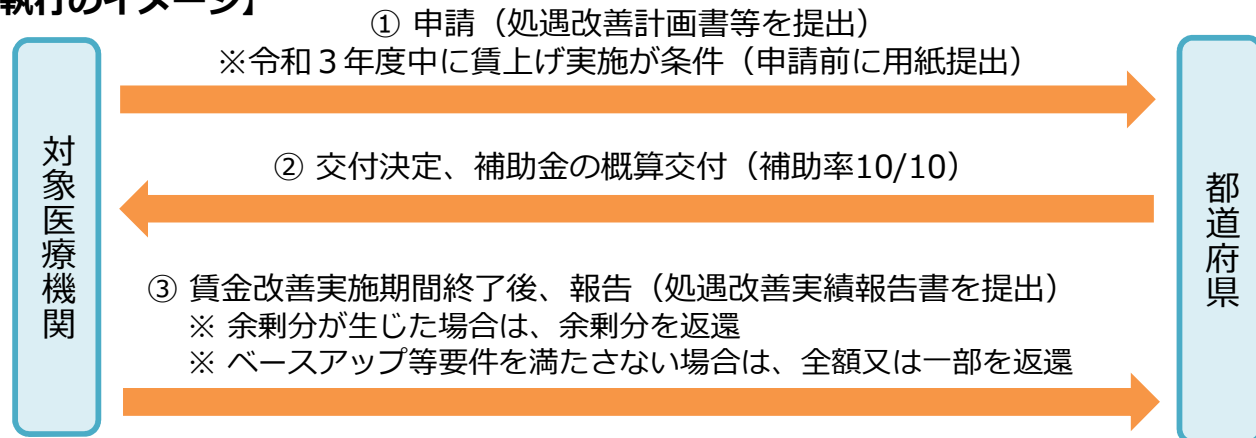 執行のイメージ】
① 申請（処遇改善計画書等を提出）
※令和３年度中に賃上げ実施が条件（申請前に用紙提出）
対象医療機関
② 交付決定、補助金の概算交付（補助率10/10）
都道府県
③ 賃金改善実施期間終了後、報告（処遇改善実績報告書を提出）
※ 余剰分が生じた場合は、余剰分を返還
※ ベースアップ等要件を満たさない場合は、全額又は一部を返還